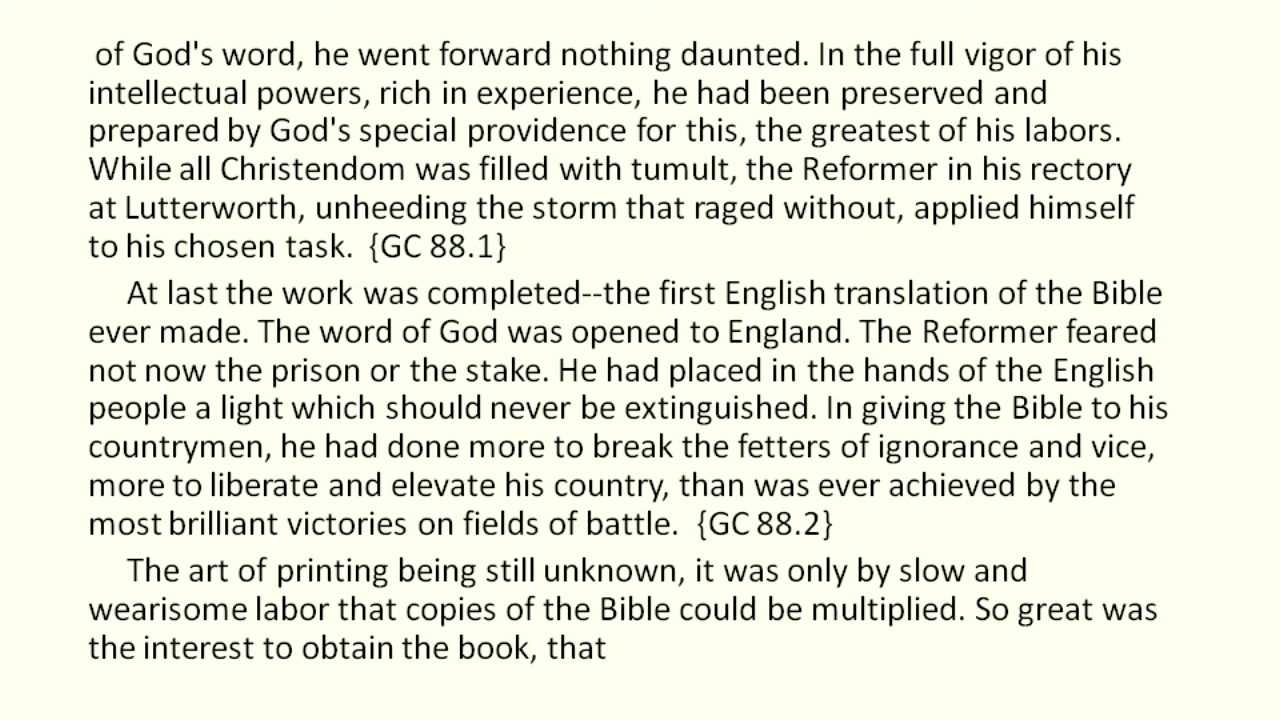 of God's word, he went forward nothing daunted. In the full vigor of his
intellectual powers, rich in experience, he had been preserved and
prepared by God's special providence for this, the greatest of his labors.
While all Christendom was filled with tumult, the Reformer in his rectory
at Lutterworth, unheeding the storm that raged without, applied himself
to his chosen task.  {GC 88.1}
At last the work was completed--the first English translation of the Bible
ever made. The word of God was opened to England. The Reformer feared
not now the prison or the stake. He had placed in the hands of the English
people a light which should never be extinguished. In giving the Bible to his
countrymen, he had done more to break the fetters of ignorance and vice,
more to liberate and elevate his country, than was ever achieved by the
most brilliant victories on fields of battle.  {GC 88.2}
The art of printing being still unknown, it was only by slow and
wearisome labor that copies of the Bible could be multiplied. So great was
the interest to obtain the book, that